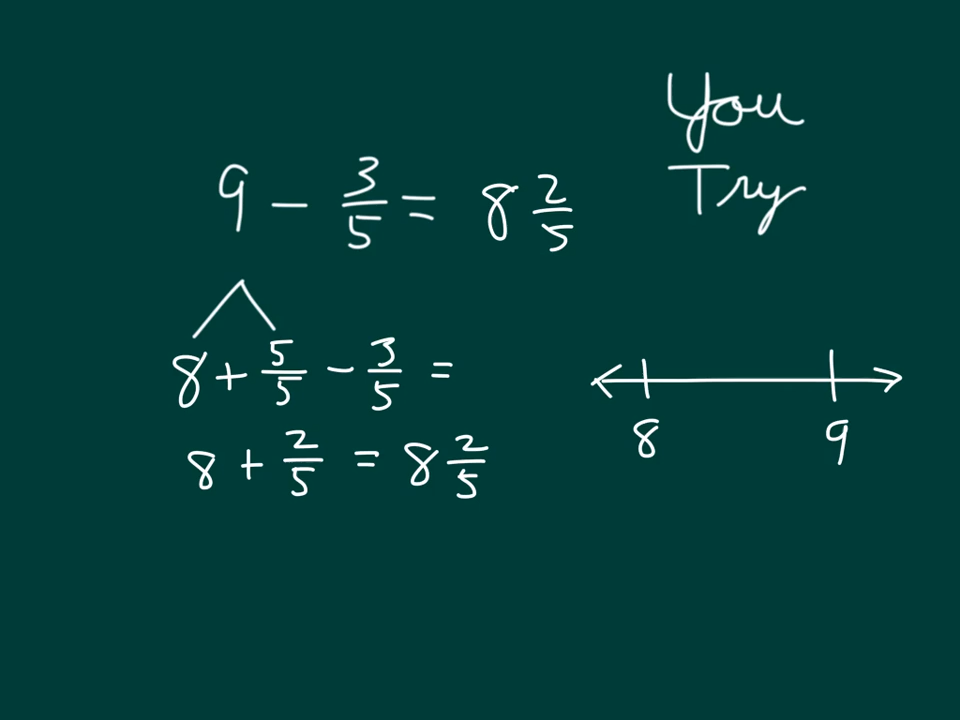 You
Try
9 - 3/5 = 8 2/5
8 + 5/5 - 3/5 =
8 + 2/5 = 8 2/5
8 9